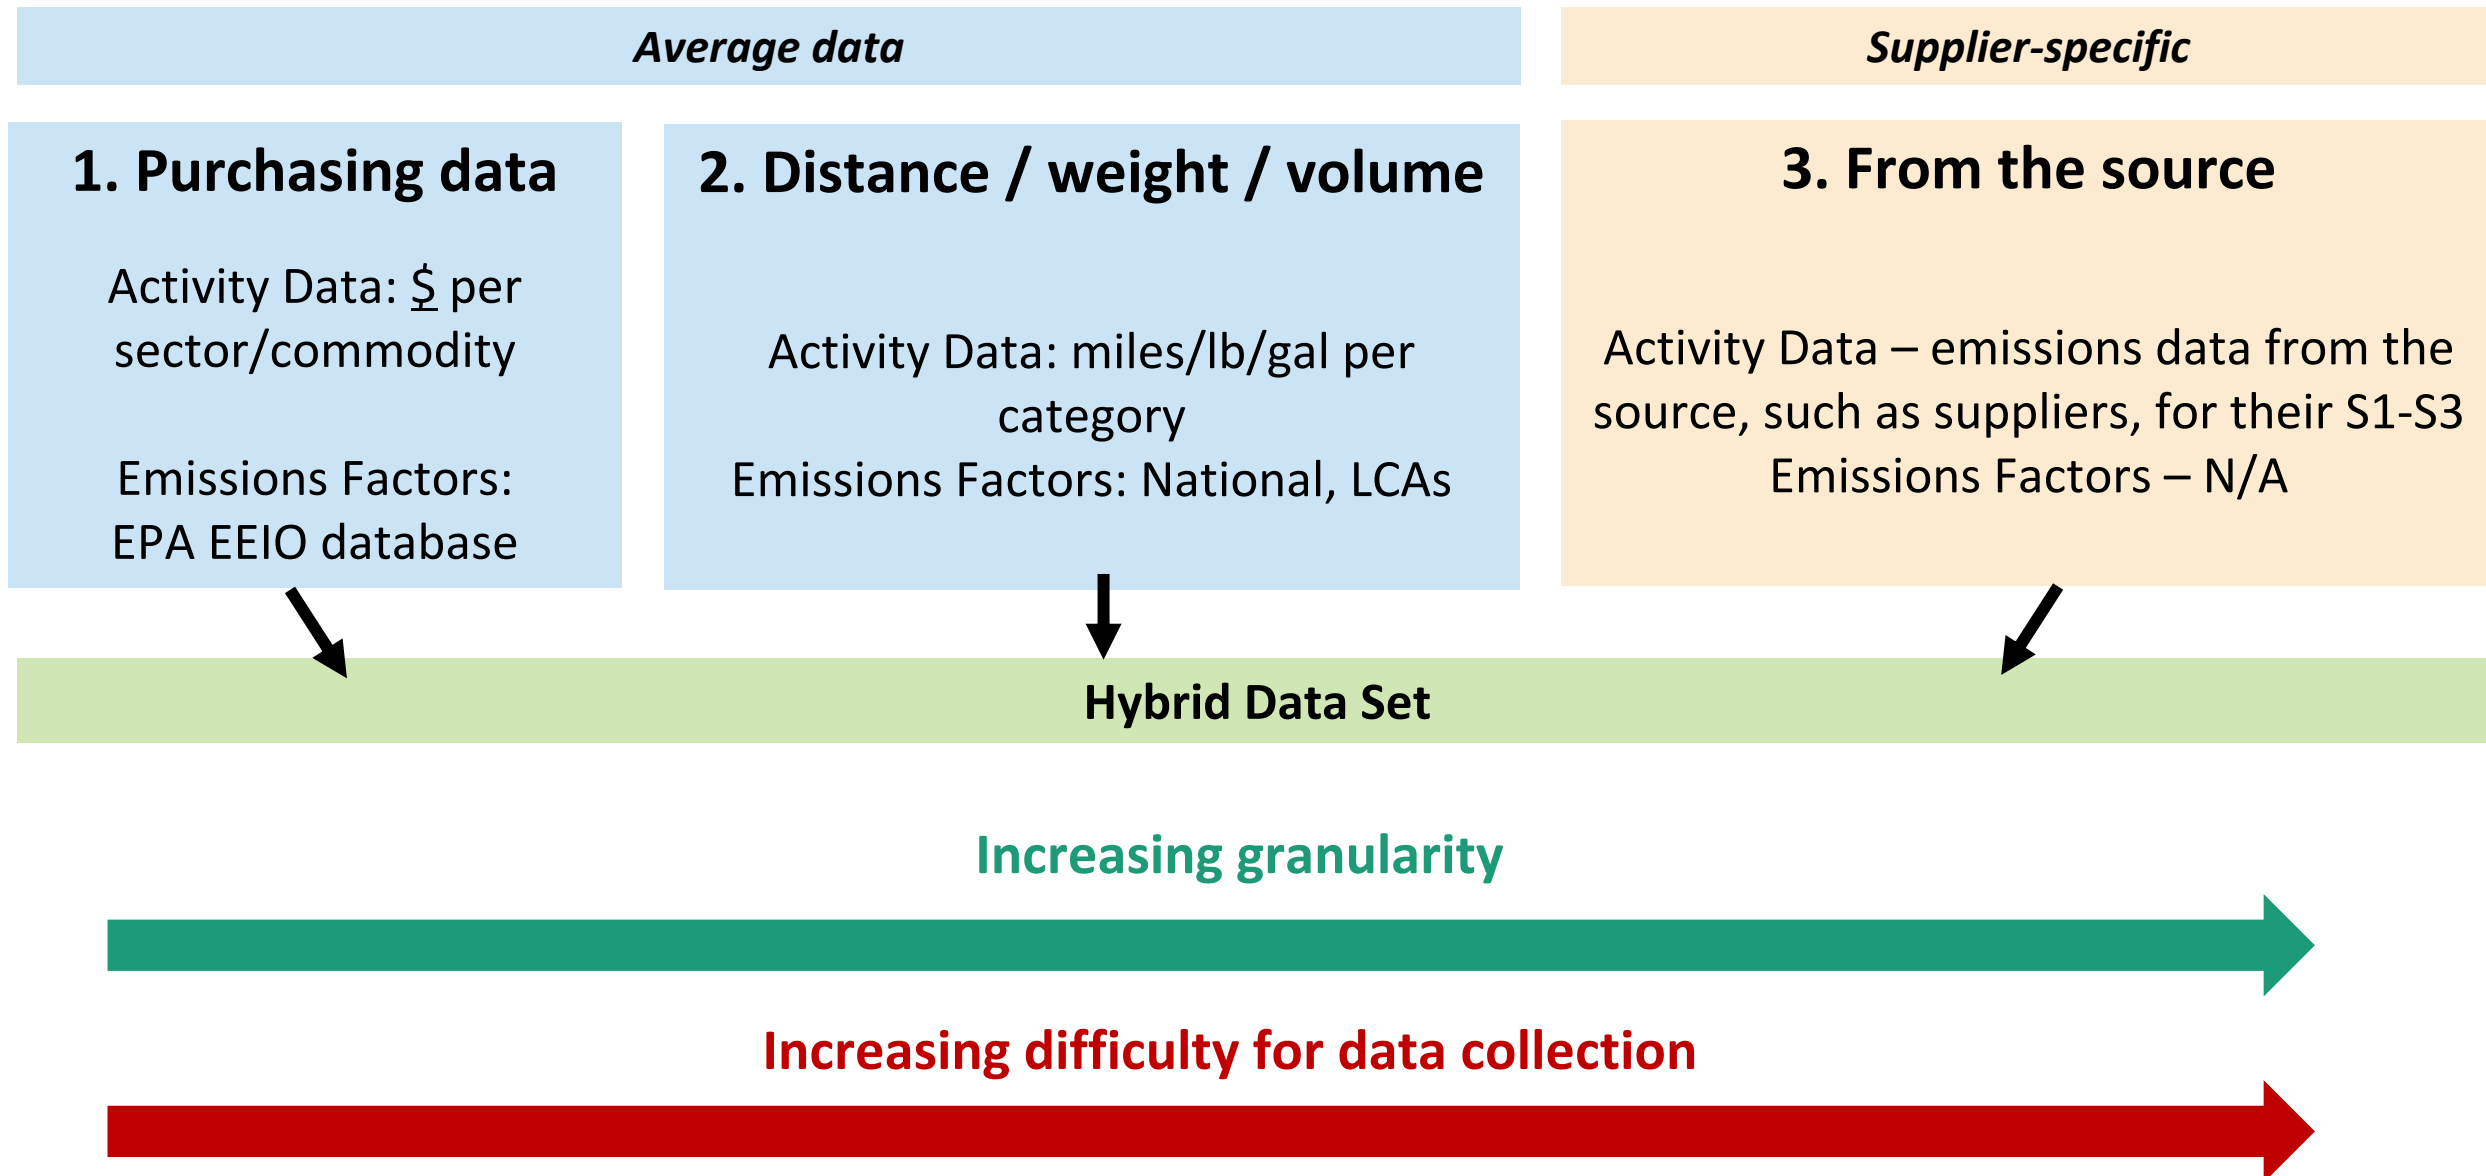 Average data
Supplier-specific
1. Purchasing data
Activity Data: $ per
sector/commodity
Emissions Factors:
EPA EEIO database
2. Distance / weight / volume
Activity Data: miles/lb/gal per
category
Emissions Factors: National, LCAs
3. From the source
Activity Data – emissions data from the
source, such as suppliers, for their S1-S3
Emissions Factors – N/A
Hybrid Data Set
Increasing granularity
Increasing difficulty for data collection